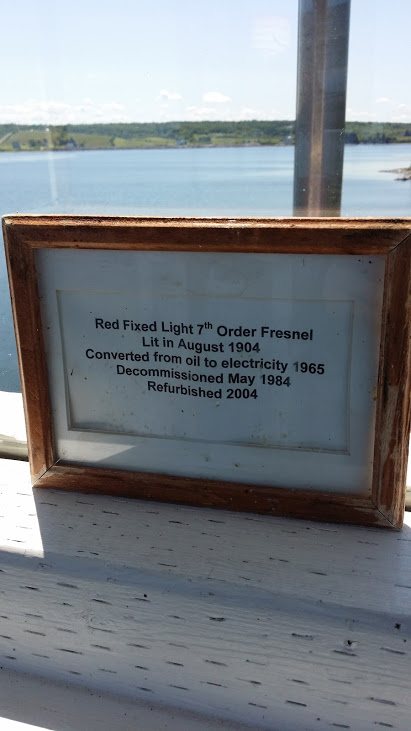 Red Fixed Light 7th Order Fresnel
Lit in August 1904
Converted from oil to electricity 1965
Decommissioned May 1984
Refurbished 2004